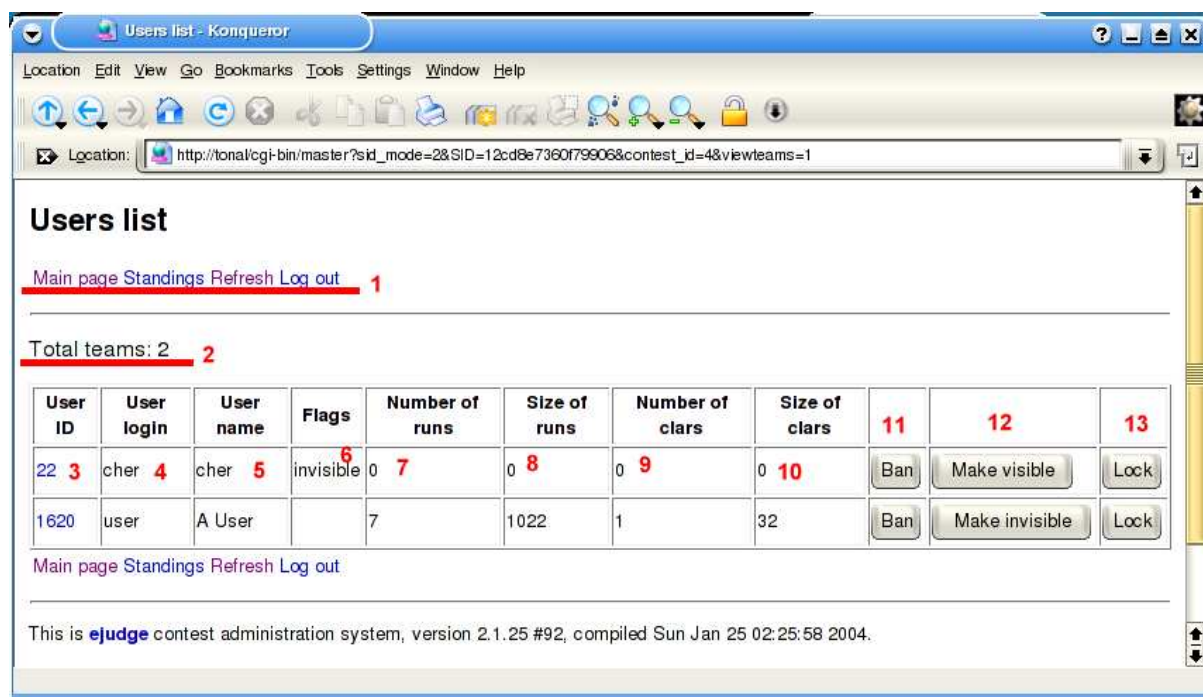 Users list - Konqueror
Location Edit View Go Bookmarks Tools Settings Window Help
Location: http://tonal/cgi-bin/master?sid_mode=2&SID=12cd8e7360f79906&contest_id=4&viewteams=1
Users list
Main page Standings Refresh Log out 1
Total teams: 2 2
User ID User login User name Flags Number of runs Size of runs Number of clars Size of clars 11 12 13
22 3 cher 4 cher 5 invisible 6 0 7 0 8 0 9 0 10 Ban Make visible Lock
1620 user A User 7 1022 1 32 Ban Make invisible Lock
Main page Standings Refresh Log out
This is ejudge contest administration system, version 2.1.25 #92, compiled Sun Jan 25 02:25:58 2004.